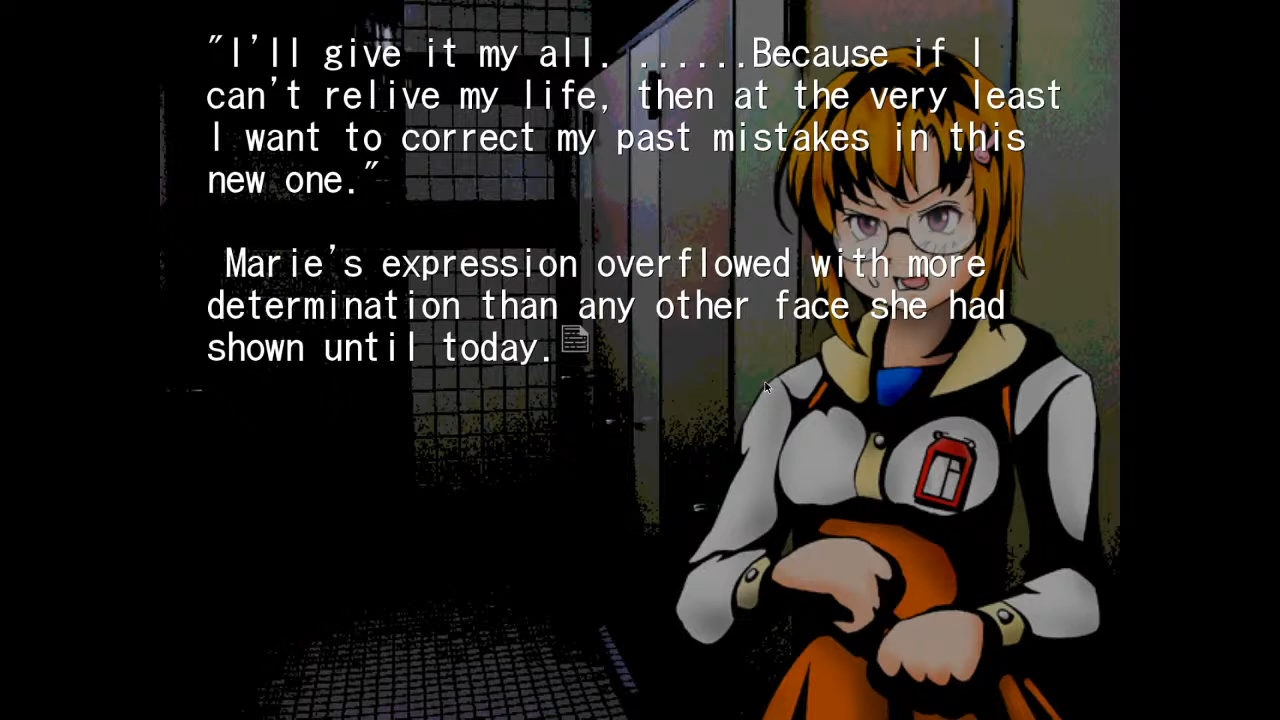 "I'll give it my all. ......Because if I
can't relive my life, then at the very least
I want to correct my past mistakes in this
new one."
Marie's expression overflowed with more
determination than any other face she had
shown until today.